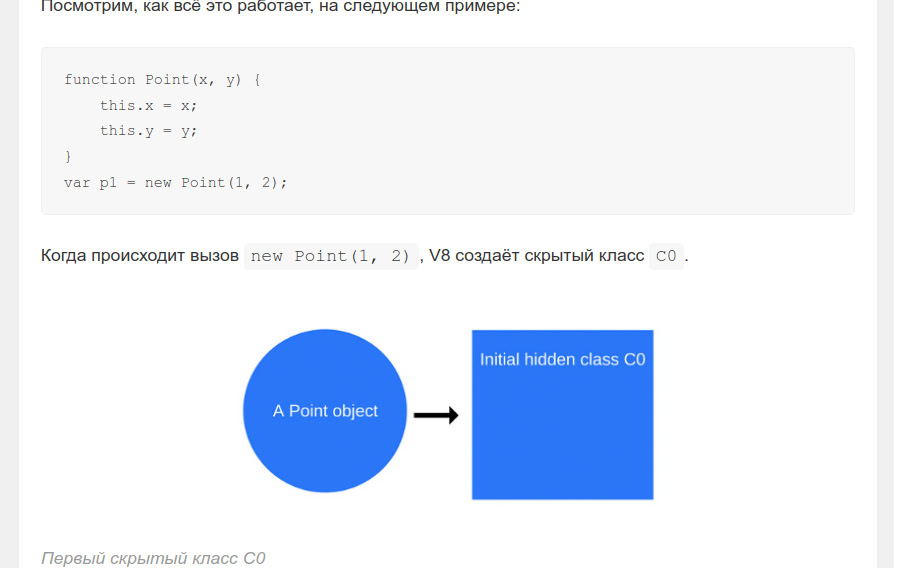 Посмотрим, как всё это работает, на следующем примере:
function Point(x, y) {
    this.x = x;
    this.y = y;
}
var p1 = new Point(1, 2);
Когда происходит вызов new Point(1, 2) , V8 создаёт скрытый класс C0 .
A Point object
Initial hidden class C0
Первый скрытый класс C0